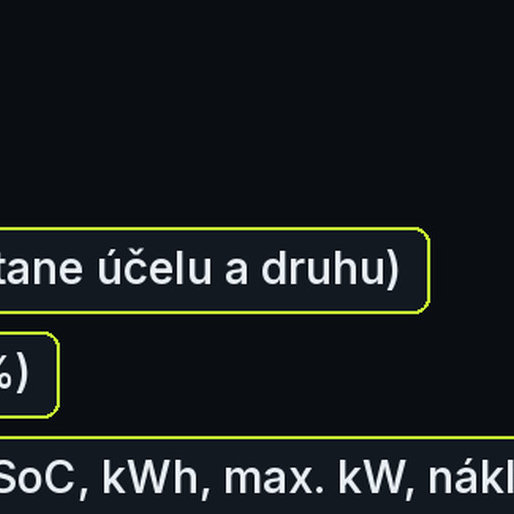 tane účelu a druhu)
%)
SoC, kWh, max. kW, nákl